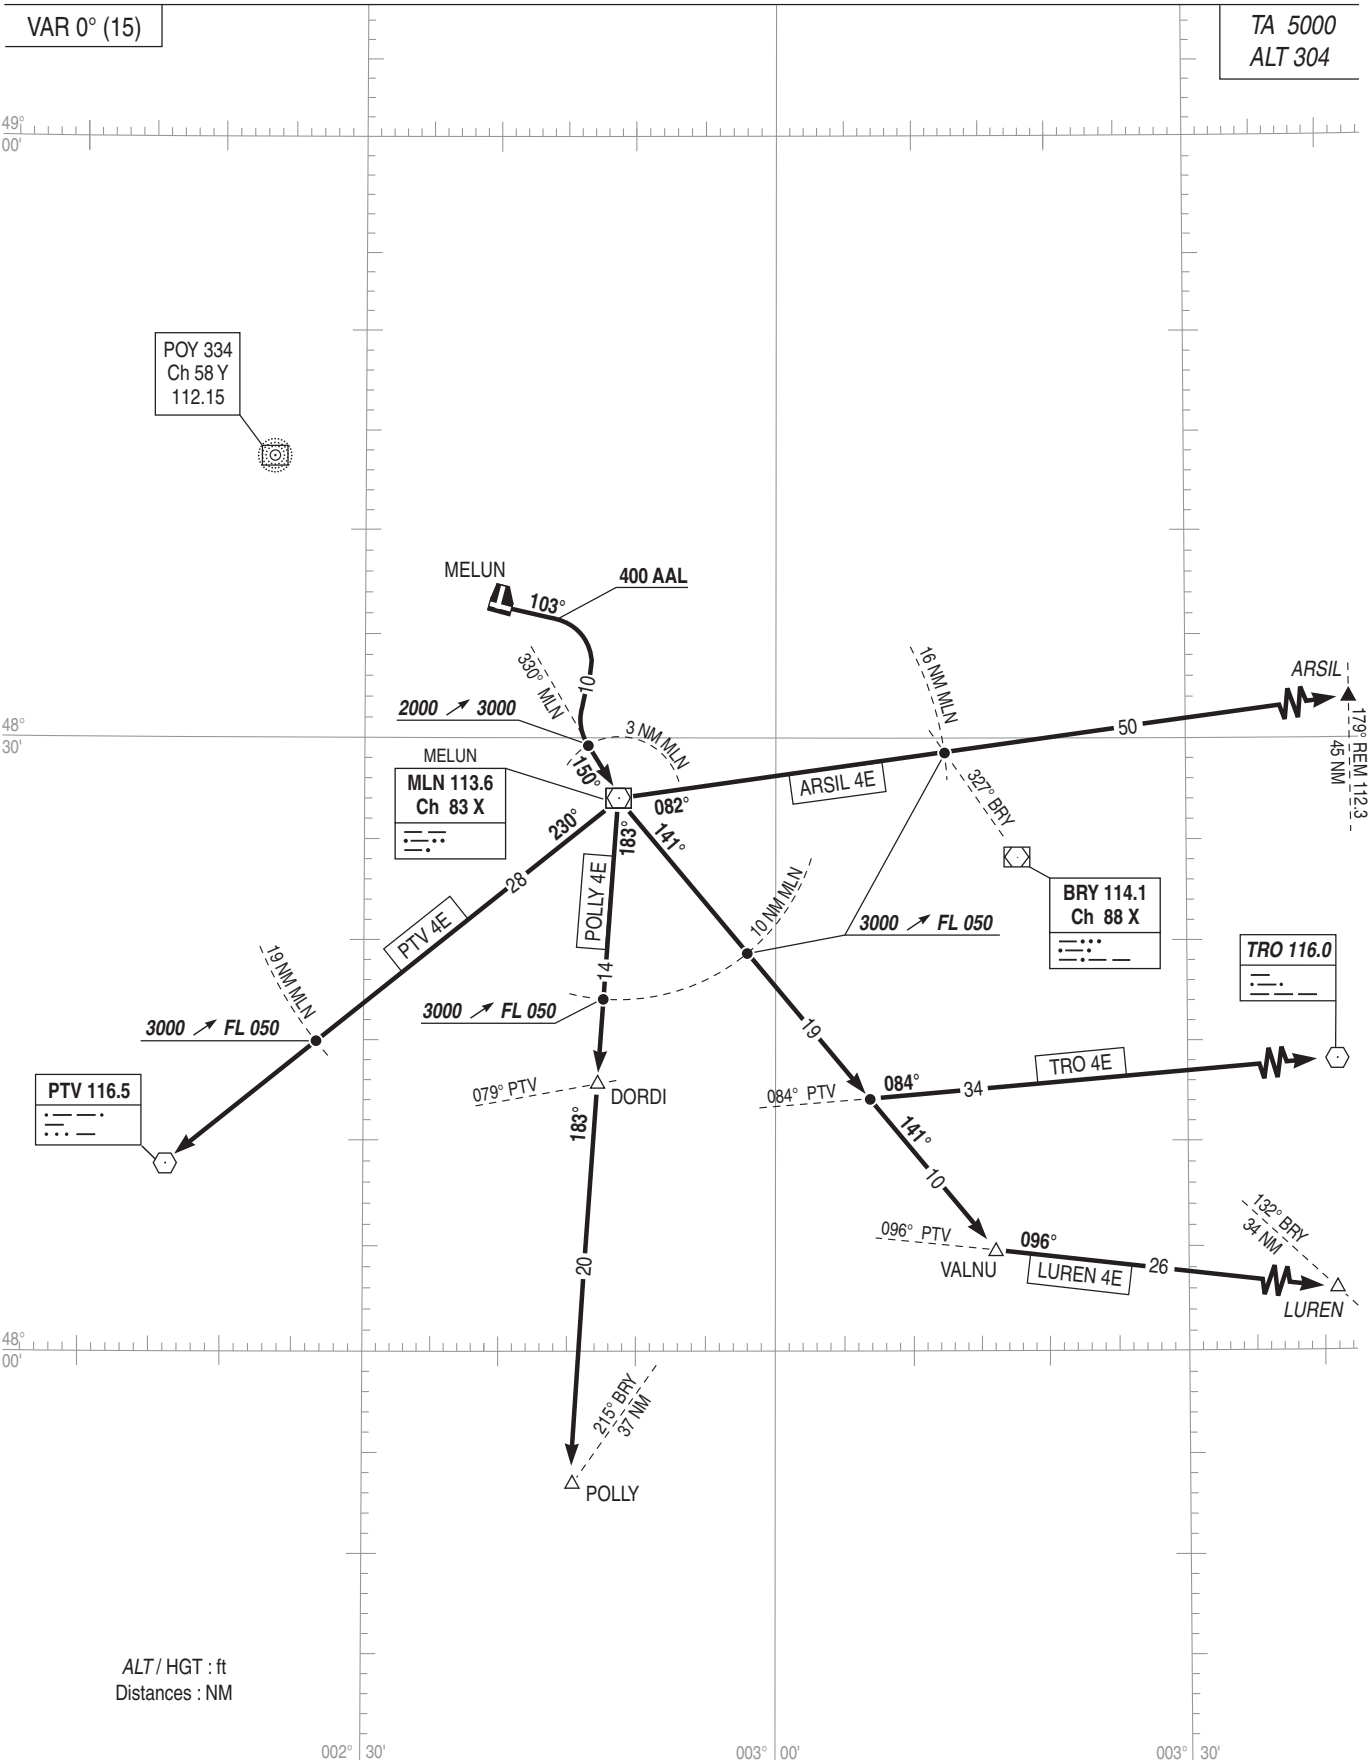 VAR 0° (15)
TA 5000
ALT 304
49°
00'
POY 334
Ch 58 Y
112.15
MELUN
103°
400 AAL
330° MLN
10
2000 3000
3 NM MLN
150°
48°
30'
MELUN
MLN 113.6
Ch 83 X
16 NM MLN
ARSIL
50
179° REM 112.3
45 NM
ARSIL 4E
082°
327° BRY
230°
183°
141°
28
POLLY 4E
PTV 4E
10 NM MLN
BRY 114.1
Ch 88 X
3000 FL 050
TRO 116.0
19 NM MLN
14
3000 FL 050
3000 FL 050
19
PTV 116.5
079° PTV
DORDI
183°
084° PTV
084°
34
TRO 4E
141°
10
096° PTV
VALNU
096°
LUREN 4E
26
132° BRY
34 NM
LUREN
20
48°
00'
215° BRY
37 NM
POLLY
ALT / HGT : ft
Distances : NM
002° 30'
003° 00'
003° 30'